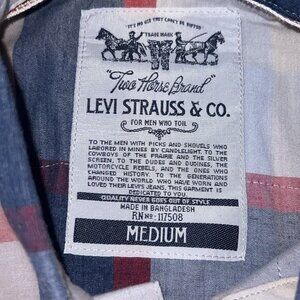 "IT'S NO USE THEY CAN'T BE RIPPED"
TRADE MARK
"Two Horse Brand"
LEVI STRAUSS & CO.
FOR MEN WHO TOIL
TO THE MEN WITH PICKS AND SHOVELS WHO
LABORED IN MINES BY CANDLELIGHT. TO THE
COWBOYS OF THE PRAIRIE AND THE SILVER
SCREEN, TO THE DUDES AND DUDINES, THE
MOTORCYCLE REBELS, AND THE ONES WHO
CHANGED HISTORY. TO THE GENERATIONS
AROUND THE WORLD WHO HAVE WORN AND
LOVED THEIR LEVI'S JEANS, THIS GARMENT IS
DEDICATED TO YOU.
QUALITY NEVER GOES OUT OF STYLE
MADE IN BANGLADESH
RN Nº: 117508
MEDIUM